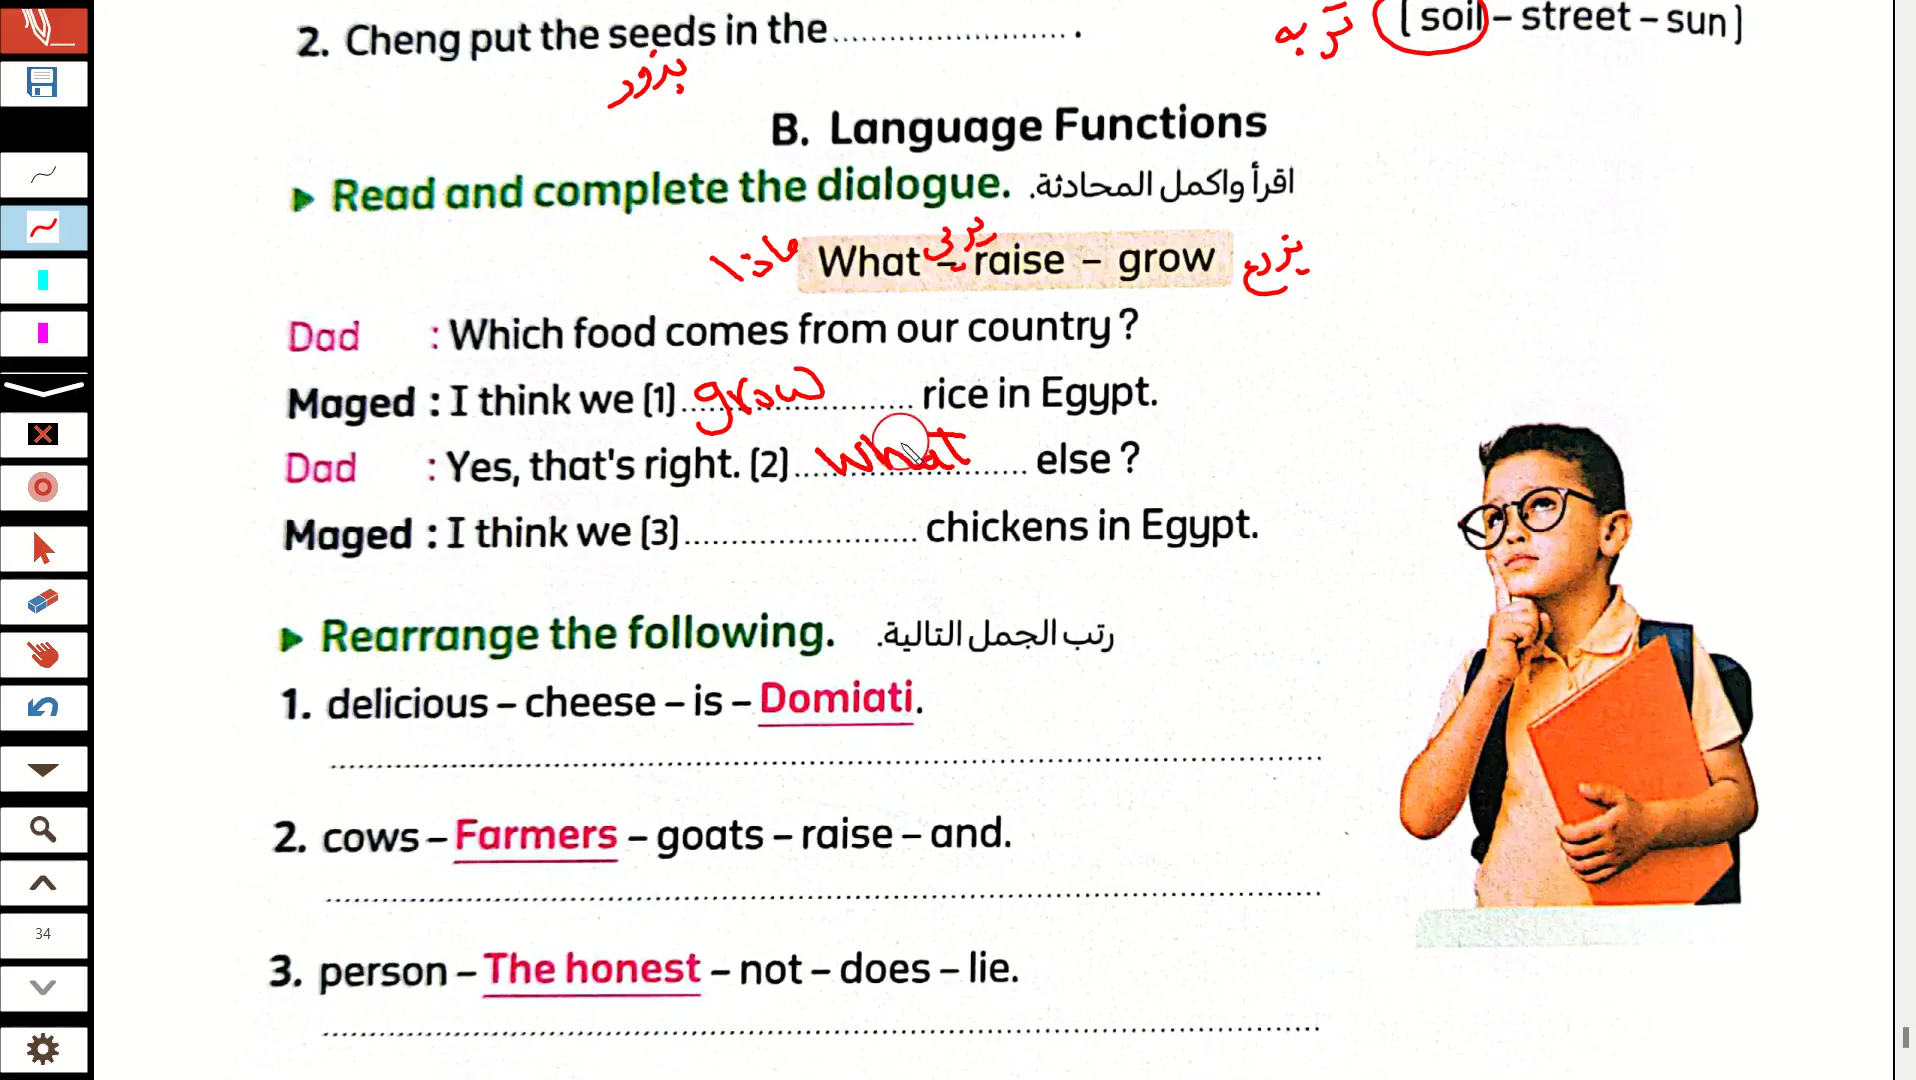 2. Cheng put the seeds in the ........................ . [ soil – street – sun ] تربه
بذور
B. Language Functions
▶ Read and complete the dialogue. اقرأ واكمل المحادثة.
ماذا What – raise – grow يزرع
يربى
Dad : Which food comes from our country ?
Maged : I think we (1) grow rice in Egypt.
Dad : Yes, that's right. (2) what else ?
Maged : I think we (3)........................ chickens in Egypt.
▶ Rearrange the following. رتب الجمل التالية.
1. delicious – cheese – is – Domiati.
2. cows – Farmers – goats – raise – and.
3. person – The honest – not – does – lie.
34